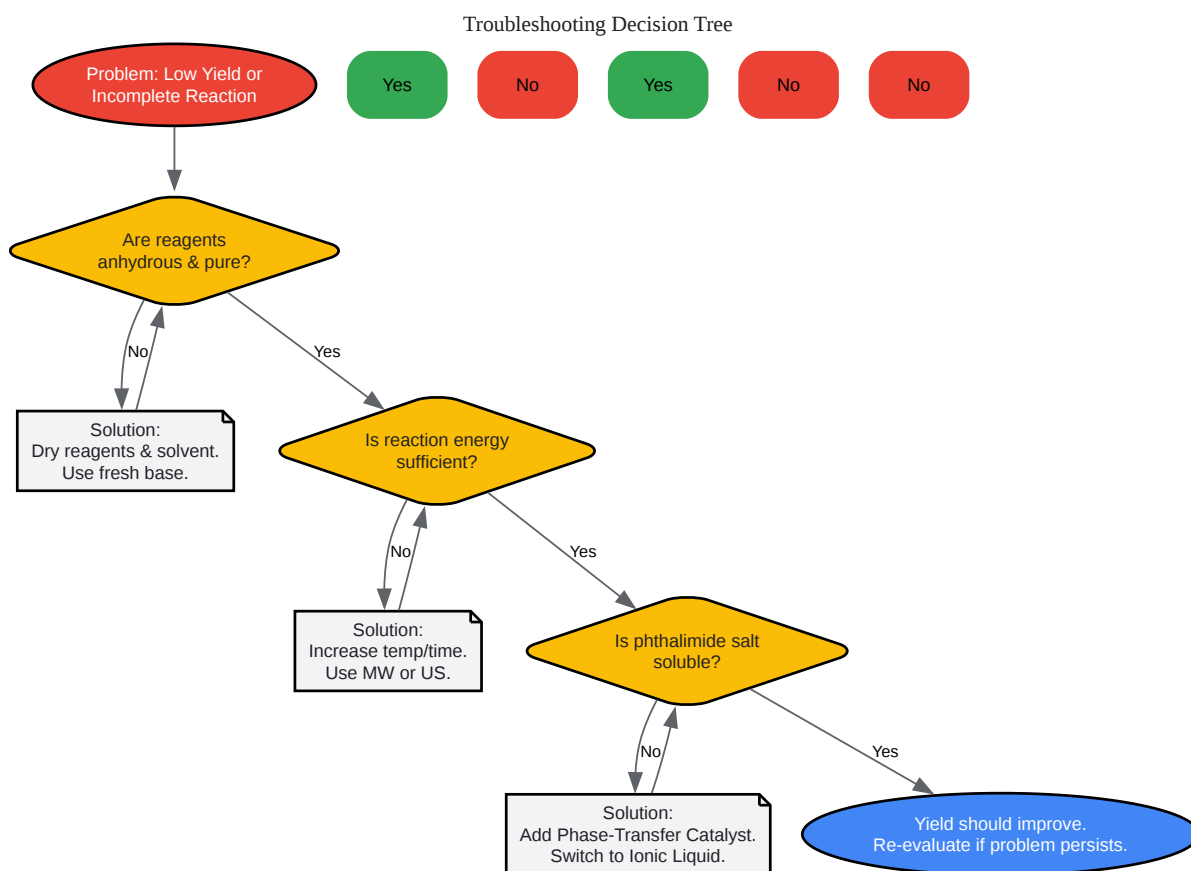 Troubleshooting Decision Tree
Problem: Low Yield or
Incomplete Reaction
Yes
No
Yes
No
No
Are reagents
anhydrous & pure?
No
Yes
Solution:
Dry reagents & solvent.
Use fresh base.
Is reaction energy
sufficient?
No
Yes
Solution:
Increase temp/time.
Use MW or US.
Is phthalimide salt
soluble?
No
Yes
Solution:
Add Phase-Transfer Catalyst.
Switch to Ionic Liquid.
Yield should improve.
Re-evaluate if problem persists.